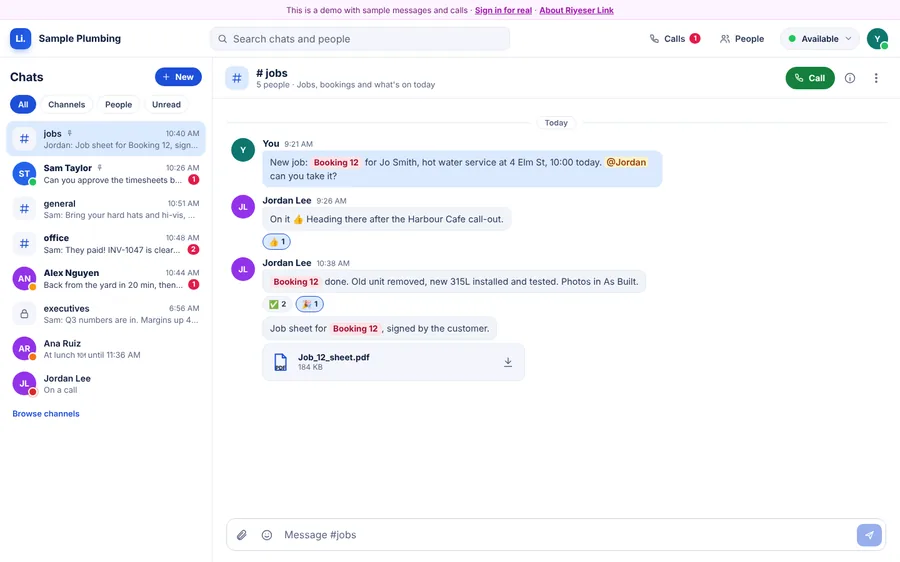 This is a demo with sample messages and calls · Sign in for real · About Riyeser Link
Li.
Sample Plumbing
Search chats and people
Calls 1
People
Available
Y
Chats
+ New
All
Channels
People
Unread
jobs
10:40 AM
Jordan: Job sheet for Booking 12, sign...
ST
Sam Taylor
10:26 AM
Can you approve the timesheets b...
1
general
10:51 AM
Sam: Bring your hard hats and hi-vis, ...
office
10:48 AM
Sam: They paid! INV-1047 is clear...
2
AN
Alex Nguyen
10:44 AM
Back from the yard in 20 min, then...
1
executives
6:56 AM
Sam: Q3 numbers are in. Margins up 4...
AR
Ana Ruiz
At lunch 🍽 until 11:36 AM
JL
Jordan Lee
On a call
Browse channels
# jobs
5 people · Jobs, bookings and what's on today
Call
Today
Y
You 9:21 AM
New job: Booking 12 for Jo Smith, hot water service at 4 Elm St, 10:00 today. @Jordan
can you take it?
JL
Jordan Lee 9:26 AM
On it 👍 Heading there after the Harbour Cafe call-out.
👍 1
JL
Jordan Lee 10:38 AM
Booking 12 done. Old unit removed, new 315L installed and tested. Photos in As Built.
✅ 2 🎉 1
Job sheet for Booking 12, signed by the customer.
PDF
Job_12_sheet.pdf
184 KB
Message #jobs